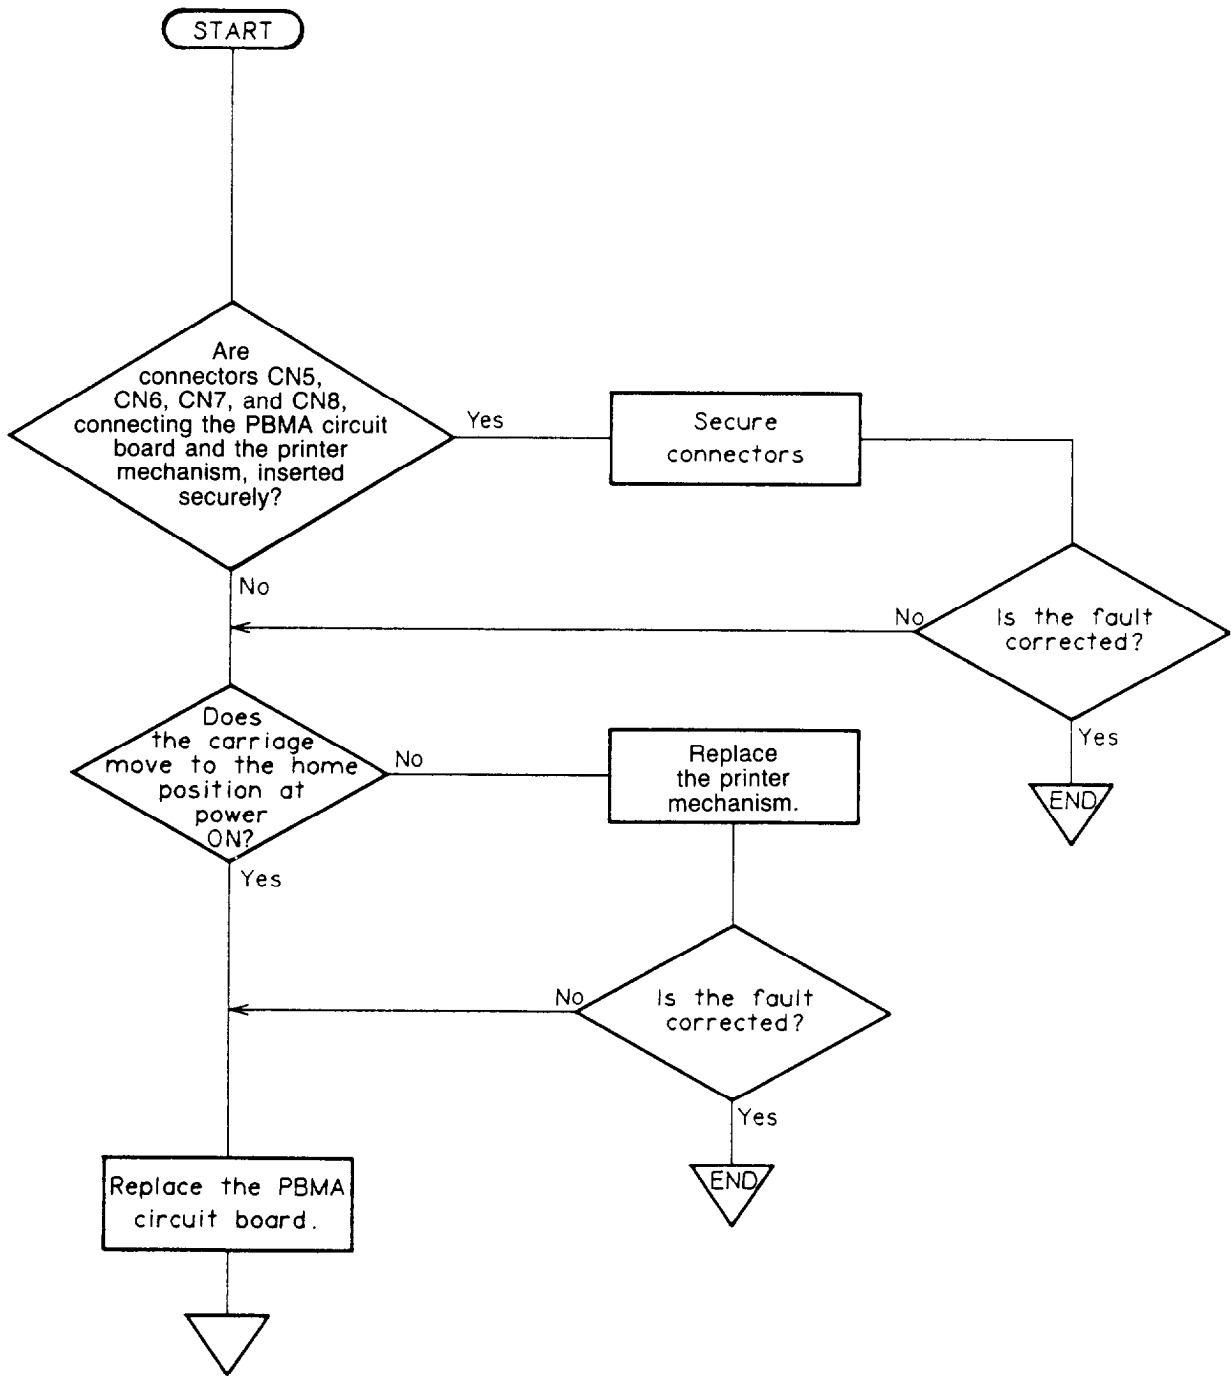 START
Are
connectors CN5,
CN6, CN7, and CN8,
connecting the PBMA circuit
board and the printer
mechanism, inserted
securely?
Yes
Secure
connectors
No
Is the fault
corrected?
No
Yes
END
Does
the carriage
move to the home
position at
power
ON?
No
Replace
the printer
mechanism.
Yes
Is the fault
corrected?
No
Yes
END
Replace the PBMA
circuit board.